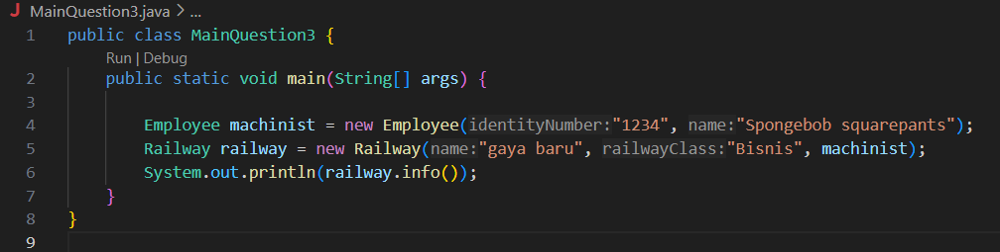 J MainQuestion3.java > ...
1 public class MainQuestion3 {
Run | Debug
2 public static void main(String[] args) {
3
4 Employee machinist = new Employee(identityNumber:"1234", name:"Spongebob squarepants");
5 Railway railway = new Railway(name:"gaya baru", railwayClass:"Bisnis", machinist);
6 System.out.println(railway.info());
7 }
8 }
9